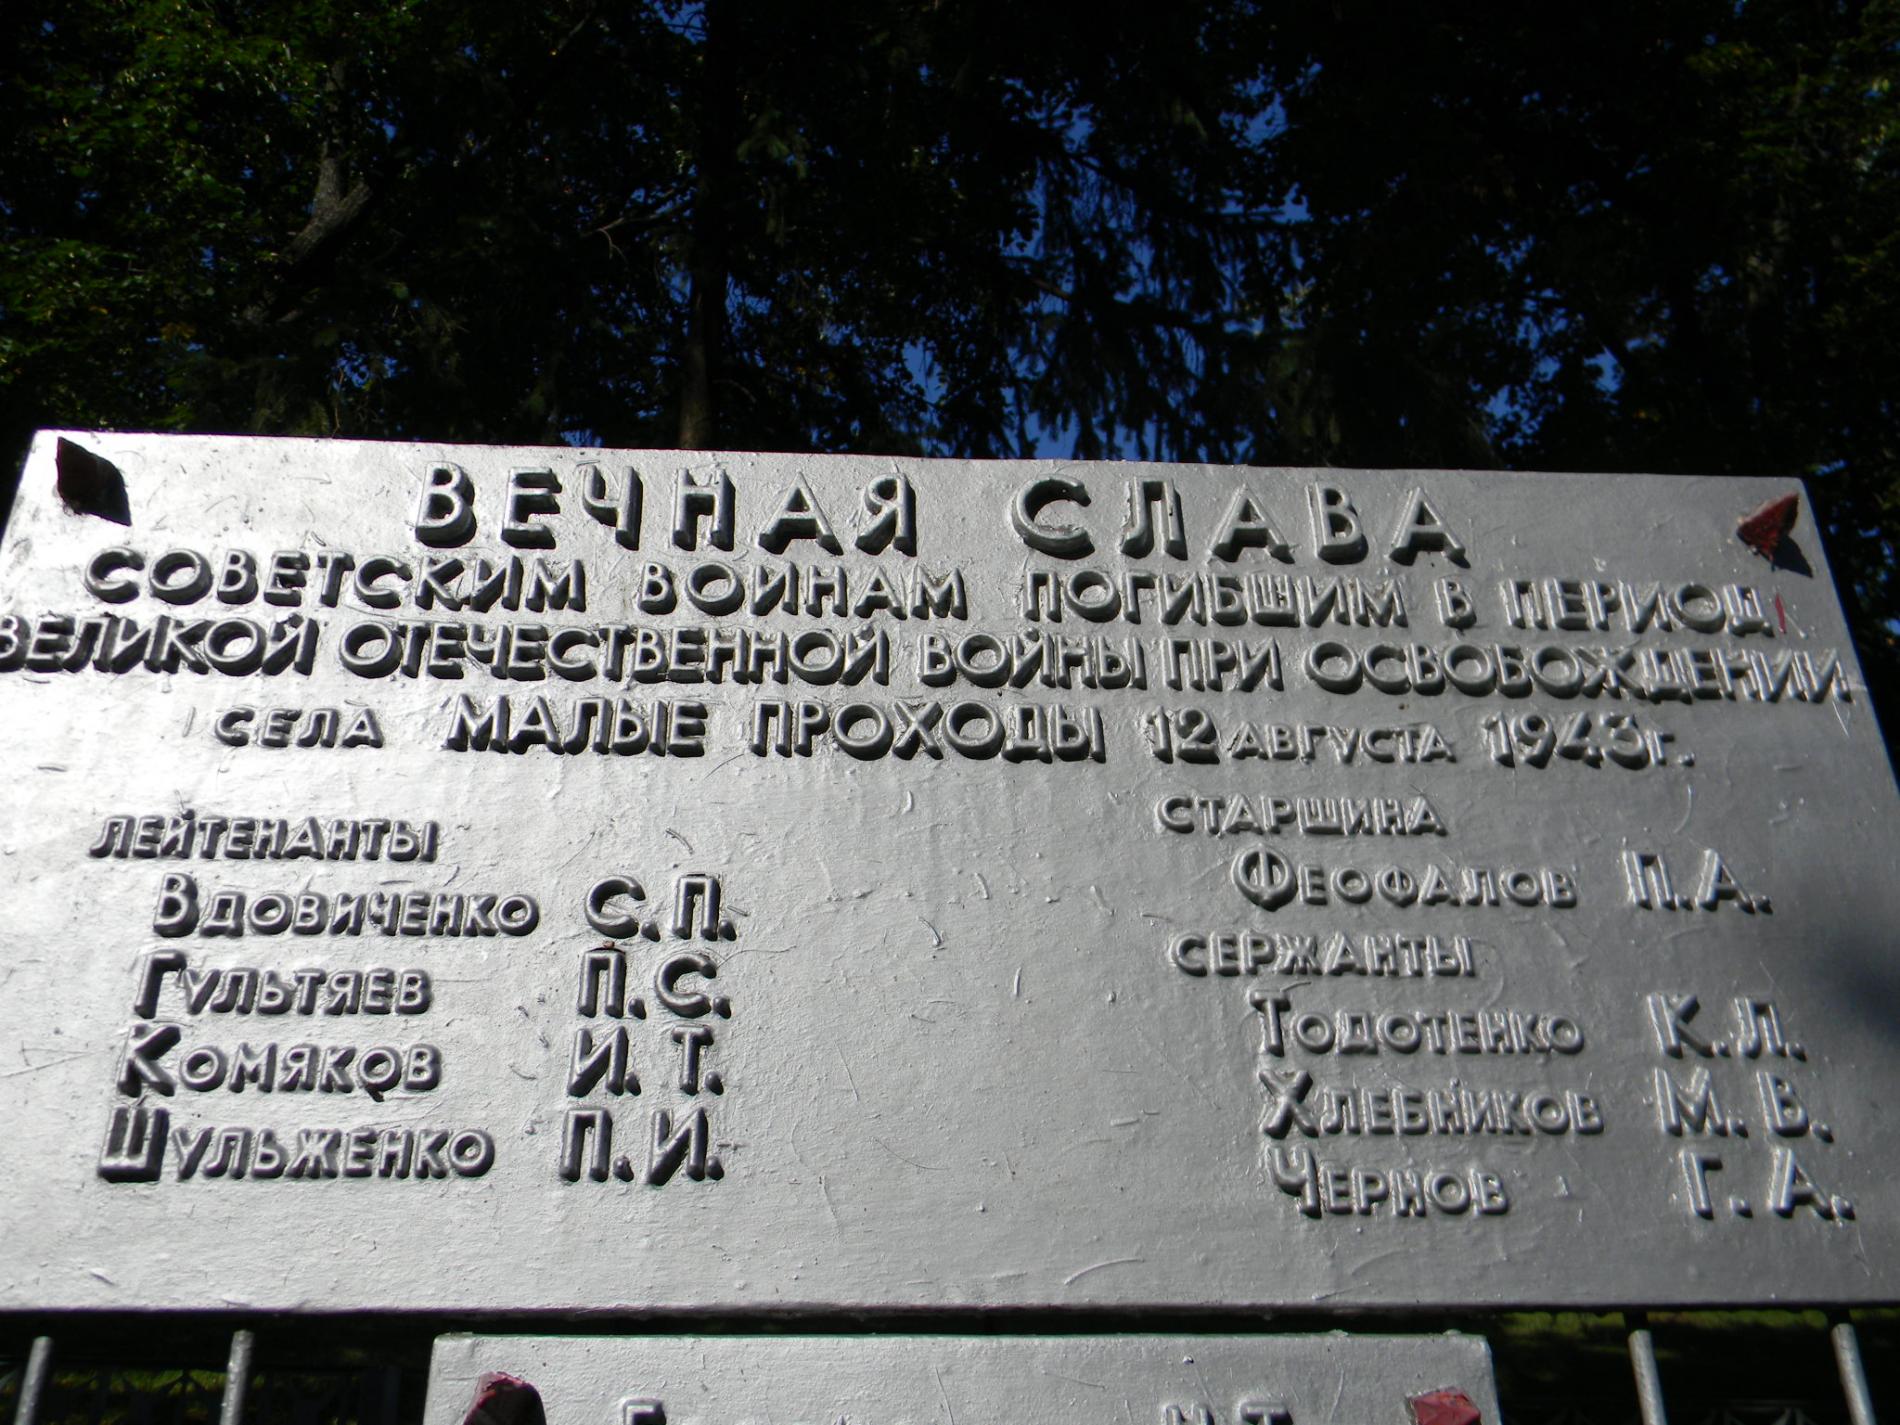 ВЕЧНАЯ СЛАВА
СОВЕТСКИМ ВОИНАМ ПОГИБШИМ В ПЕРИОД
ВЕЛИКОЙ ОТЕЧЕСТВЕННОЙ ВОЙНЫ ПРИ ОСВОБОЖДЕНИИ
СЕЛА МАЛЫЕ ПРОХОДЫ 12 АВГУСТА 1943г.
ЛЕЙТЕНАНТЫ
ВДОВИЧЕНКО С.П.
ГУЛЬТЯЕВ П.С.
КОМЯКОВ И.Т.
ШУЛЬЖЕНКО П.И.
СТАРШИНА
ФЕОФАЛОВ П.А.
СЕРЖАНТЫ
ТОДОТЕНКО К.Л.
ХЛЕБНИКОВ М.В.
ЧЕРНОВ Г.А.